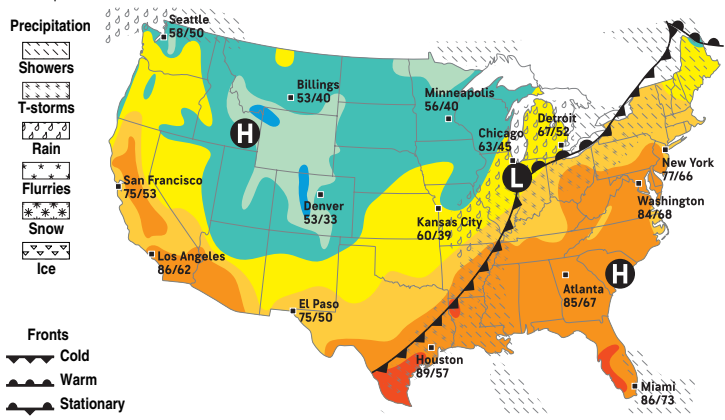 Precipitation
Showers
T-storms
Rain
Flurries
Snow
Ice
Fronts
Cold
Warm
Stationary
Seattle
58/50
Billings
53/40
Minneapolis
56/40
Chicago
63/45
Detroit
67/52
H
L
New York
77/66
San Francisco
75/53
Denver
53/33
Kansas City
60/39
Washington
84/68
Los Angeles
86/62
H
Atlanta
85/67
El Paso
75/50
Houston
89/57
Miami
86/73